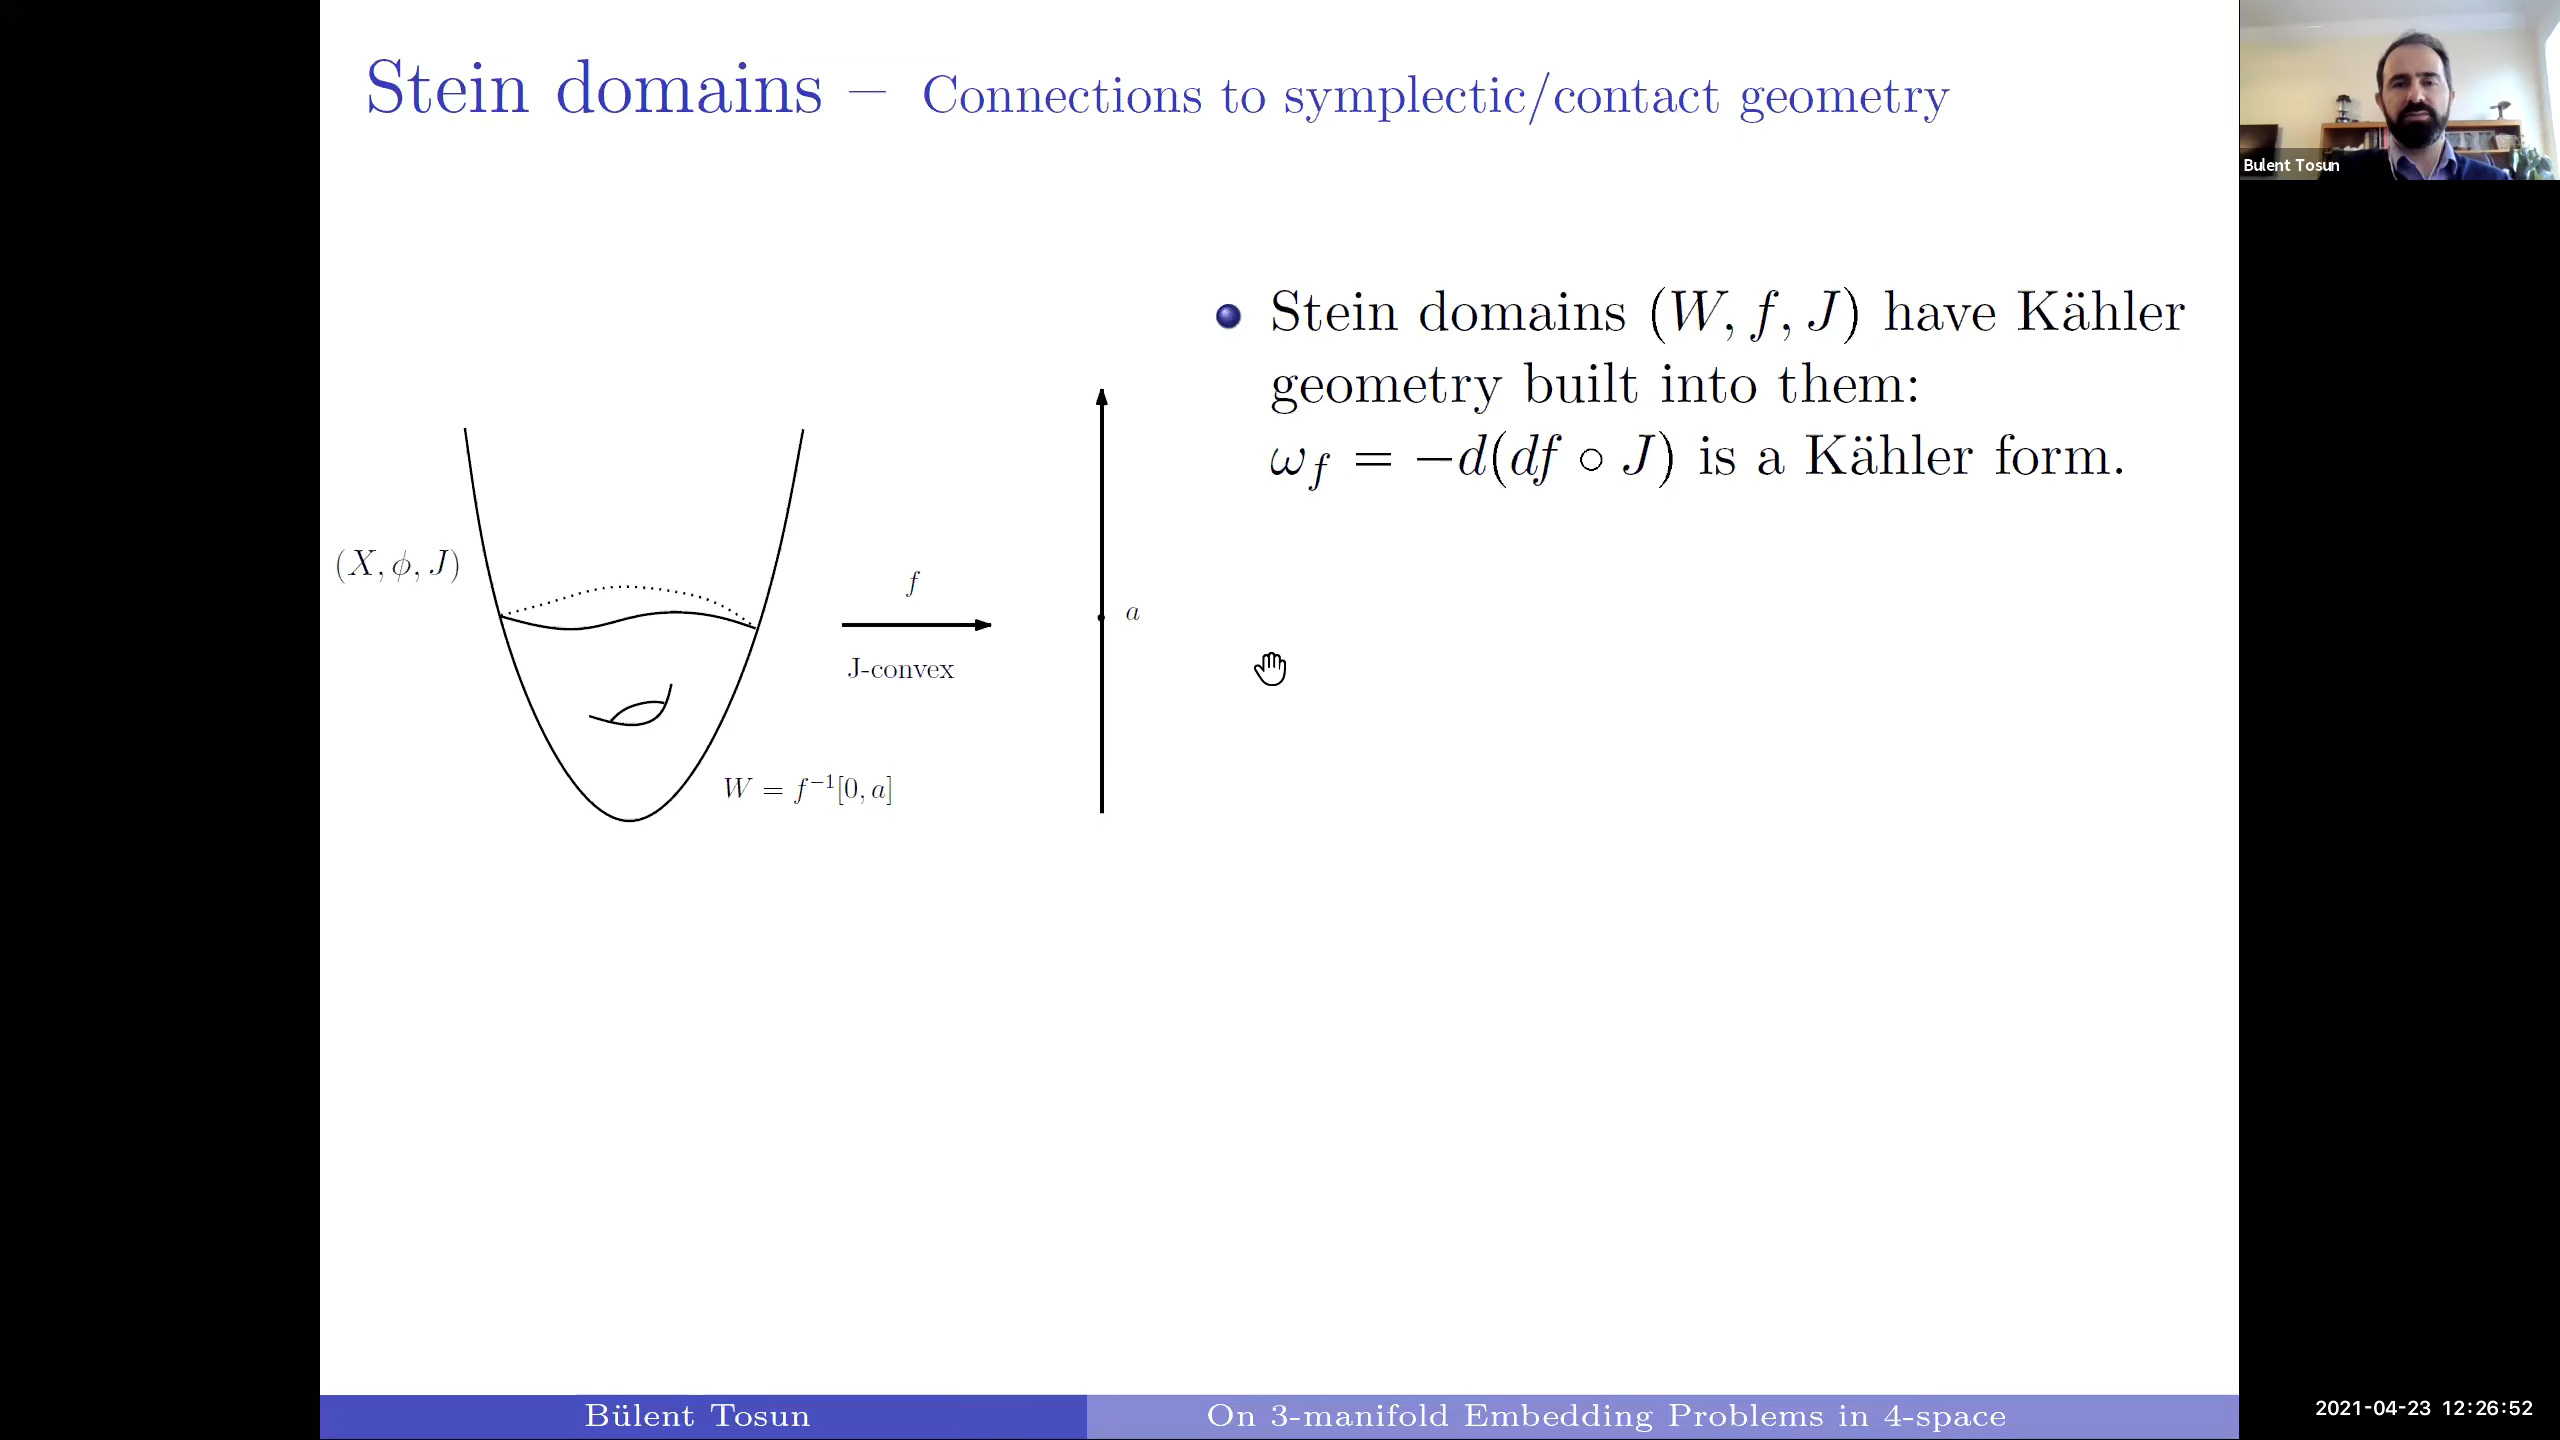 Stein domains – Connections to symplectic/contact geometry
Bulent Tosun
• Stein domains (W, f, J) have Kähler
geometry built into them:
ω_f = −d(df ∘ J) is a Kähler form.
(X, ϕ, J)
f
J-convex
a
W = f⁻¹[0, a]
Bülent Tosun
On 3-manifold Embedding Problems in 4-space
2021-04-23 12:26:52